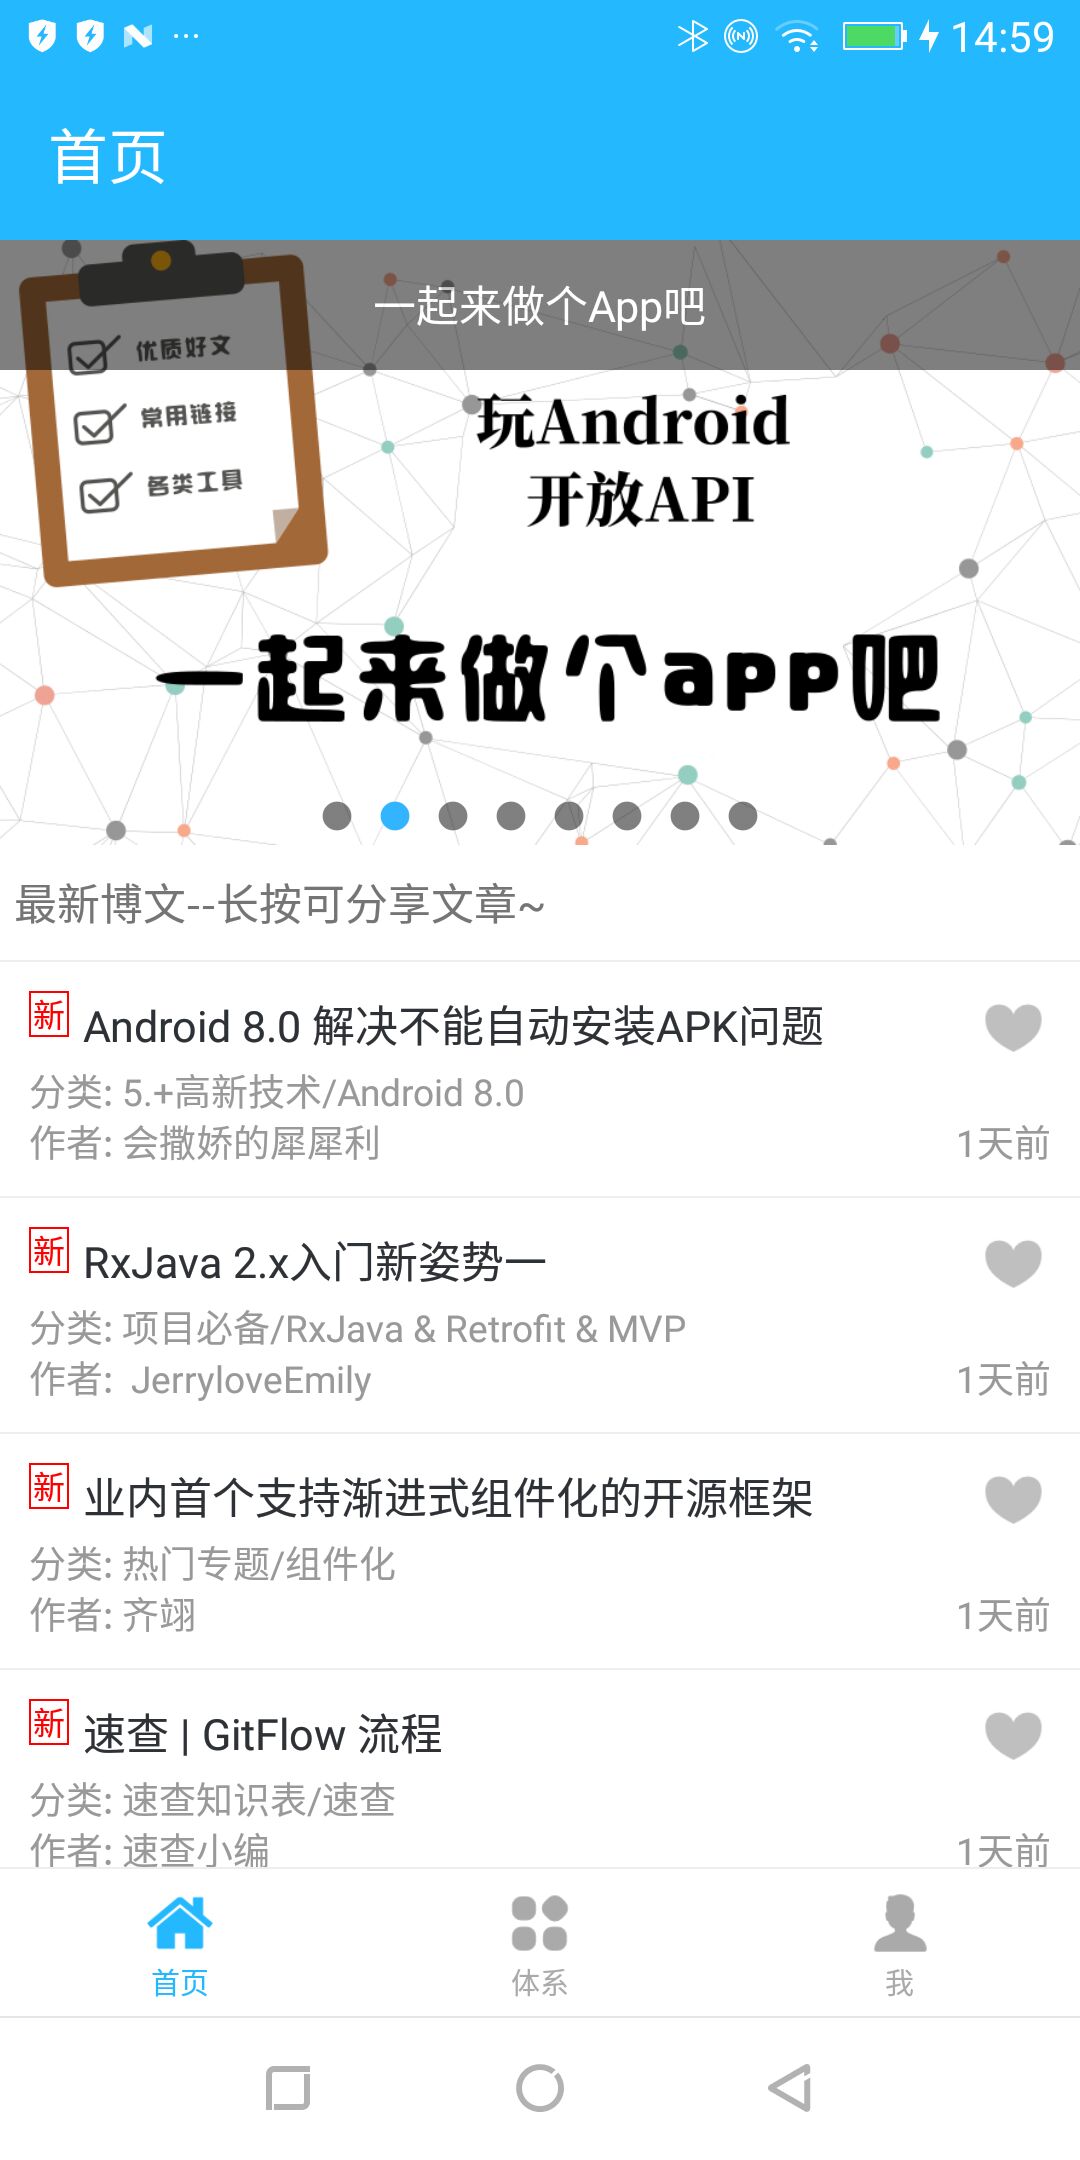 14:59
首页
一起来做个App吧
优质好文
常用链接
各类工具
玩Android
开放API
一起来做个app吧
最新博文--长按可分享文章~
新 Android 8.0 解决不能自动安装APK问题
分类: 5.+高新技术/Android 8.0
作者: 会撒娇的犀犀利 1天前
新 RxJava 2.x入门新姿势一
分类: 项目必备/RxJava & Retrofit & MVP
作者: JerryloveEmily 1天前
新 业内首个支持渐进式组件化的开源框架
分类: 热门专题/组件化
作者: 齐翊 1天前
新 速查 | GitFlow 流程
分类: 速查知识表/速查
作者: 速查小编 1天前
首页 体系 我